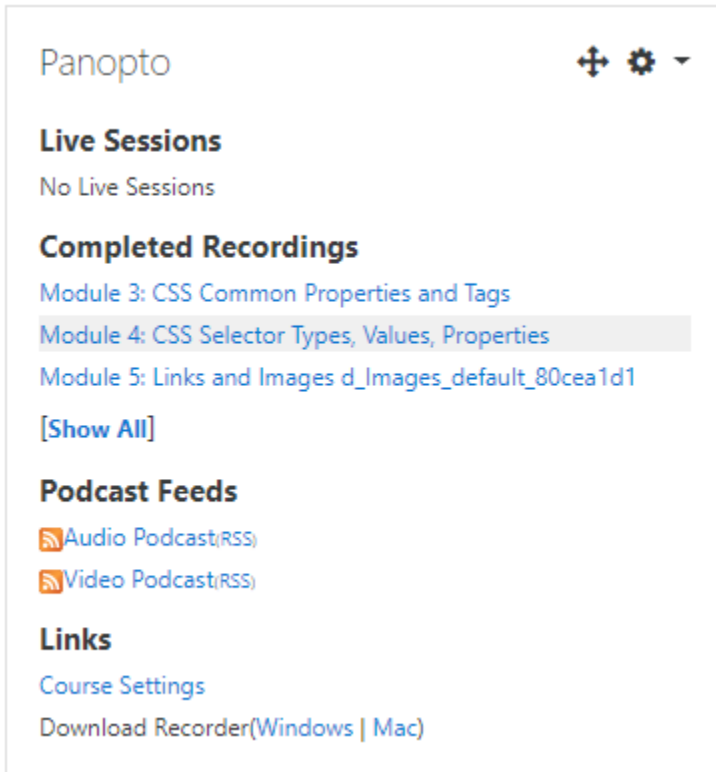 Panopto
Live Sessions
No Live Sessions
Completed Recordings
Module 3: CSS Common Properties and Tags
Module 4: CSS Selector Types, Values, Properties
Module 5: Links and Images d_Images_default_80cea1d1
[Show All]
Podcast Feeds
Audio Podcast(RSS)
Video Podcast(RSS)
Links
Course Settings
Download Recorder(Windows | Mac)